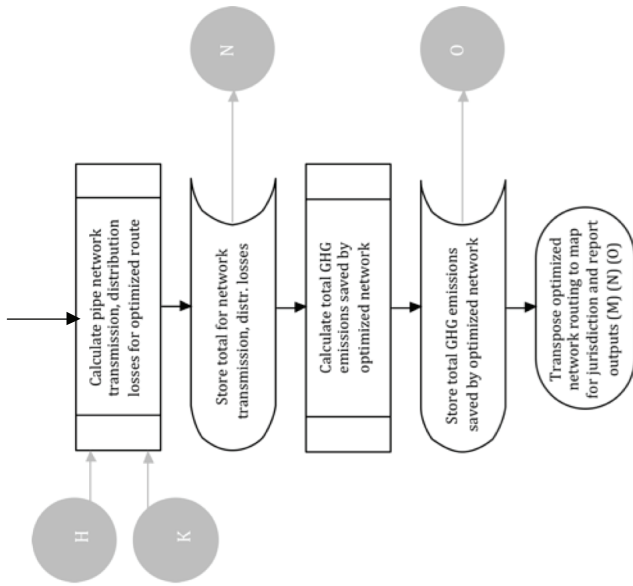 H
K
Calculate pipe network
transmission, distribution
losses for optimized route
N
Store total for network
transmission, distr. losses
Calculate total GHG
emissions saved by
optimized network
O
Store total GHG emissions
saved by optimized network
Transpose optimized
network routing to map
for jurisdiction and report
outputs (M) (N) (O)